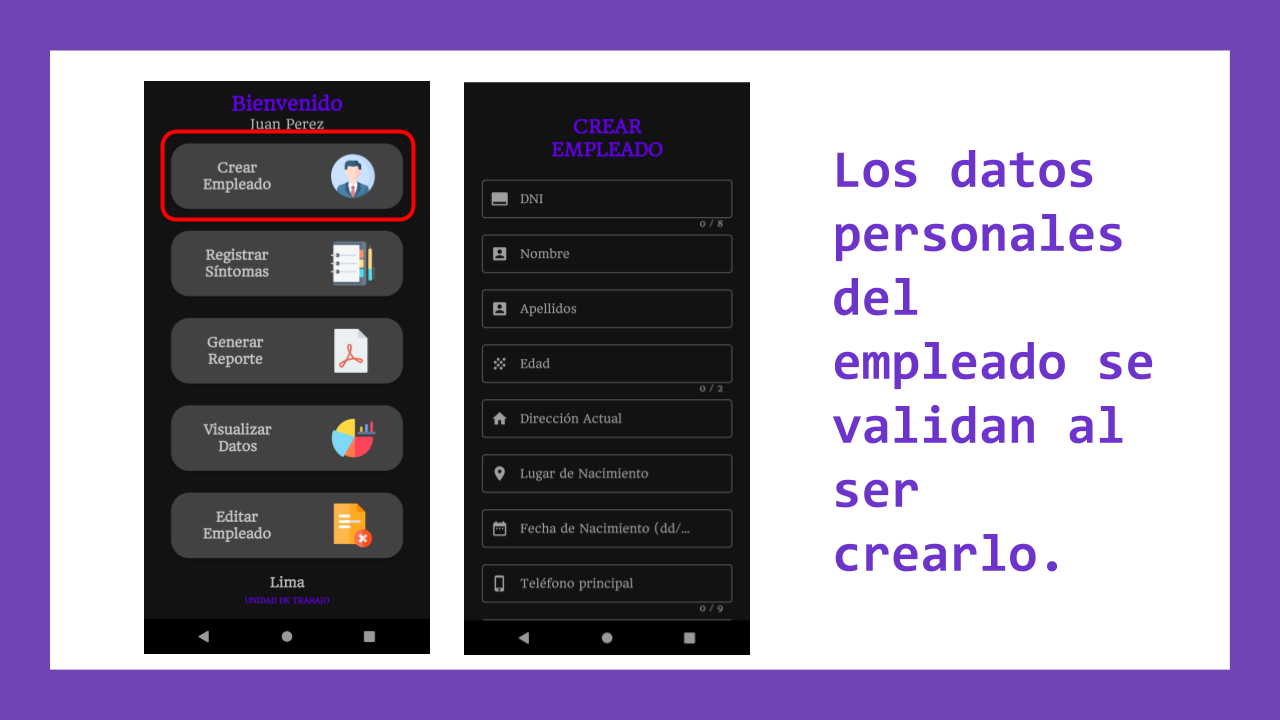 Bienvenido
Juan Perez
Crear
Empleado
Registrar
Síntomas
Generar
Reporte
Visualizar
Datos
Editar
Empleado
Lima
UNIDAD DE TRABAJO
CREAR
EMPLEADO
DNI
0 / 8
Nombre
Apellidos
Edad
0 / 2
Dirección Actual
Lugar de Nacimiento
Fecha de Nacimiento (dd/...
Teléfono principal
0 / 9
Los datos
personales
del
empleado se
validan al
ser
crearlo.